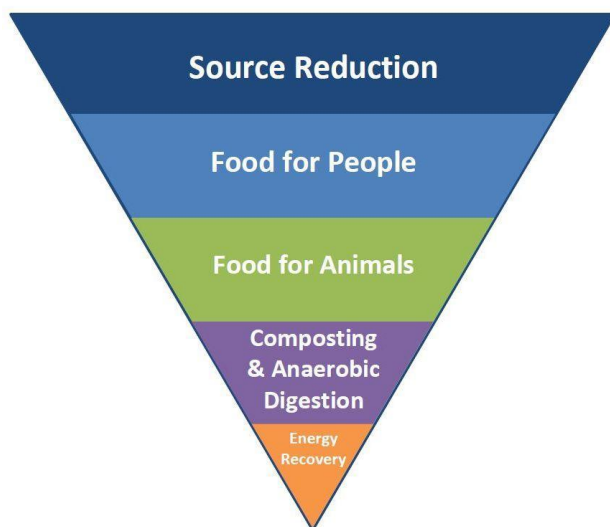 Source Reduction
Food for People
Food for Animals
Composting
& Anaerobic
Digestion
Energy
Recovery